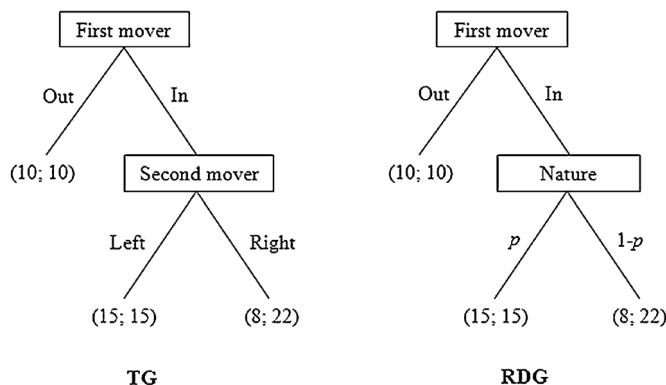 First mover
Out
In
(10; 10)
Second mover
Left
Right
(15; 15)
(8; 22)
TG
First mover
Out
In
(10; 10)
Nature
p
1-p
(15; 15)
(8; 22)
RDG